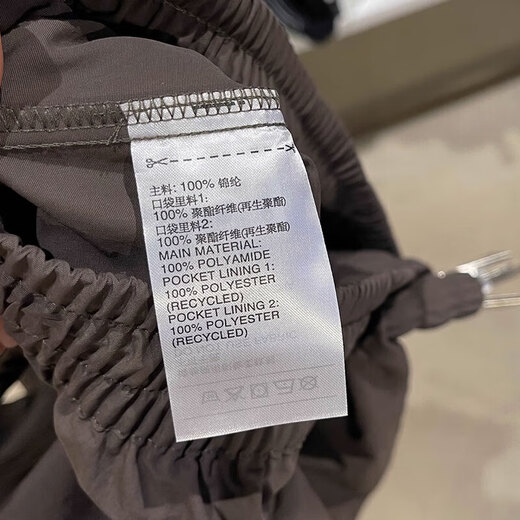 主料: 100% 锦纶
口袋里料1:
100% 聚酯纤维(再生聚酯)
口袋里料2:
100% 聚酯纤维(再生聚酯)
MAIN MATERIAL:
100% POLYAMIDE
POCKET LINING 1:
100% POLYESTER
(RECYCLED)
POCKET LINING 2:
100% POLYESTER
(RECYCLED)